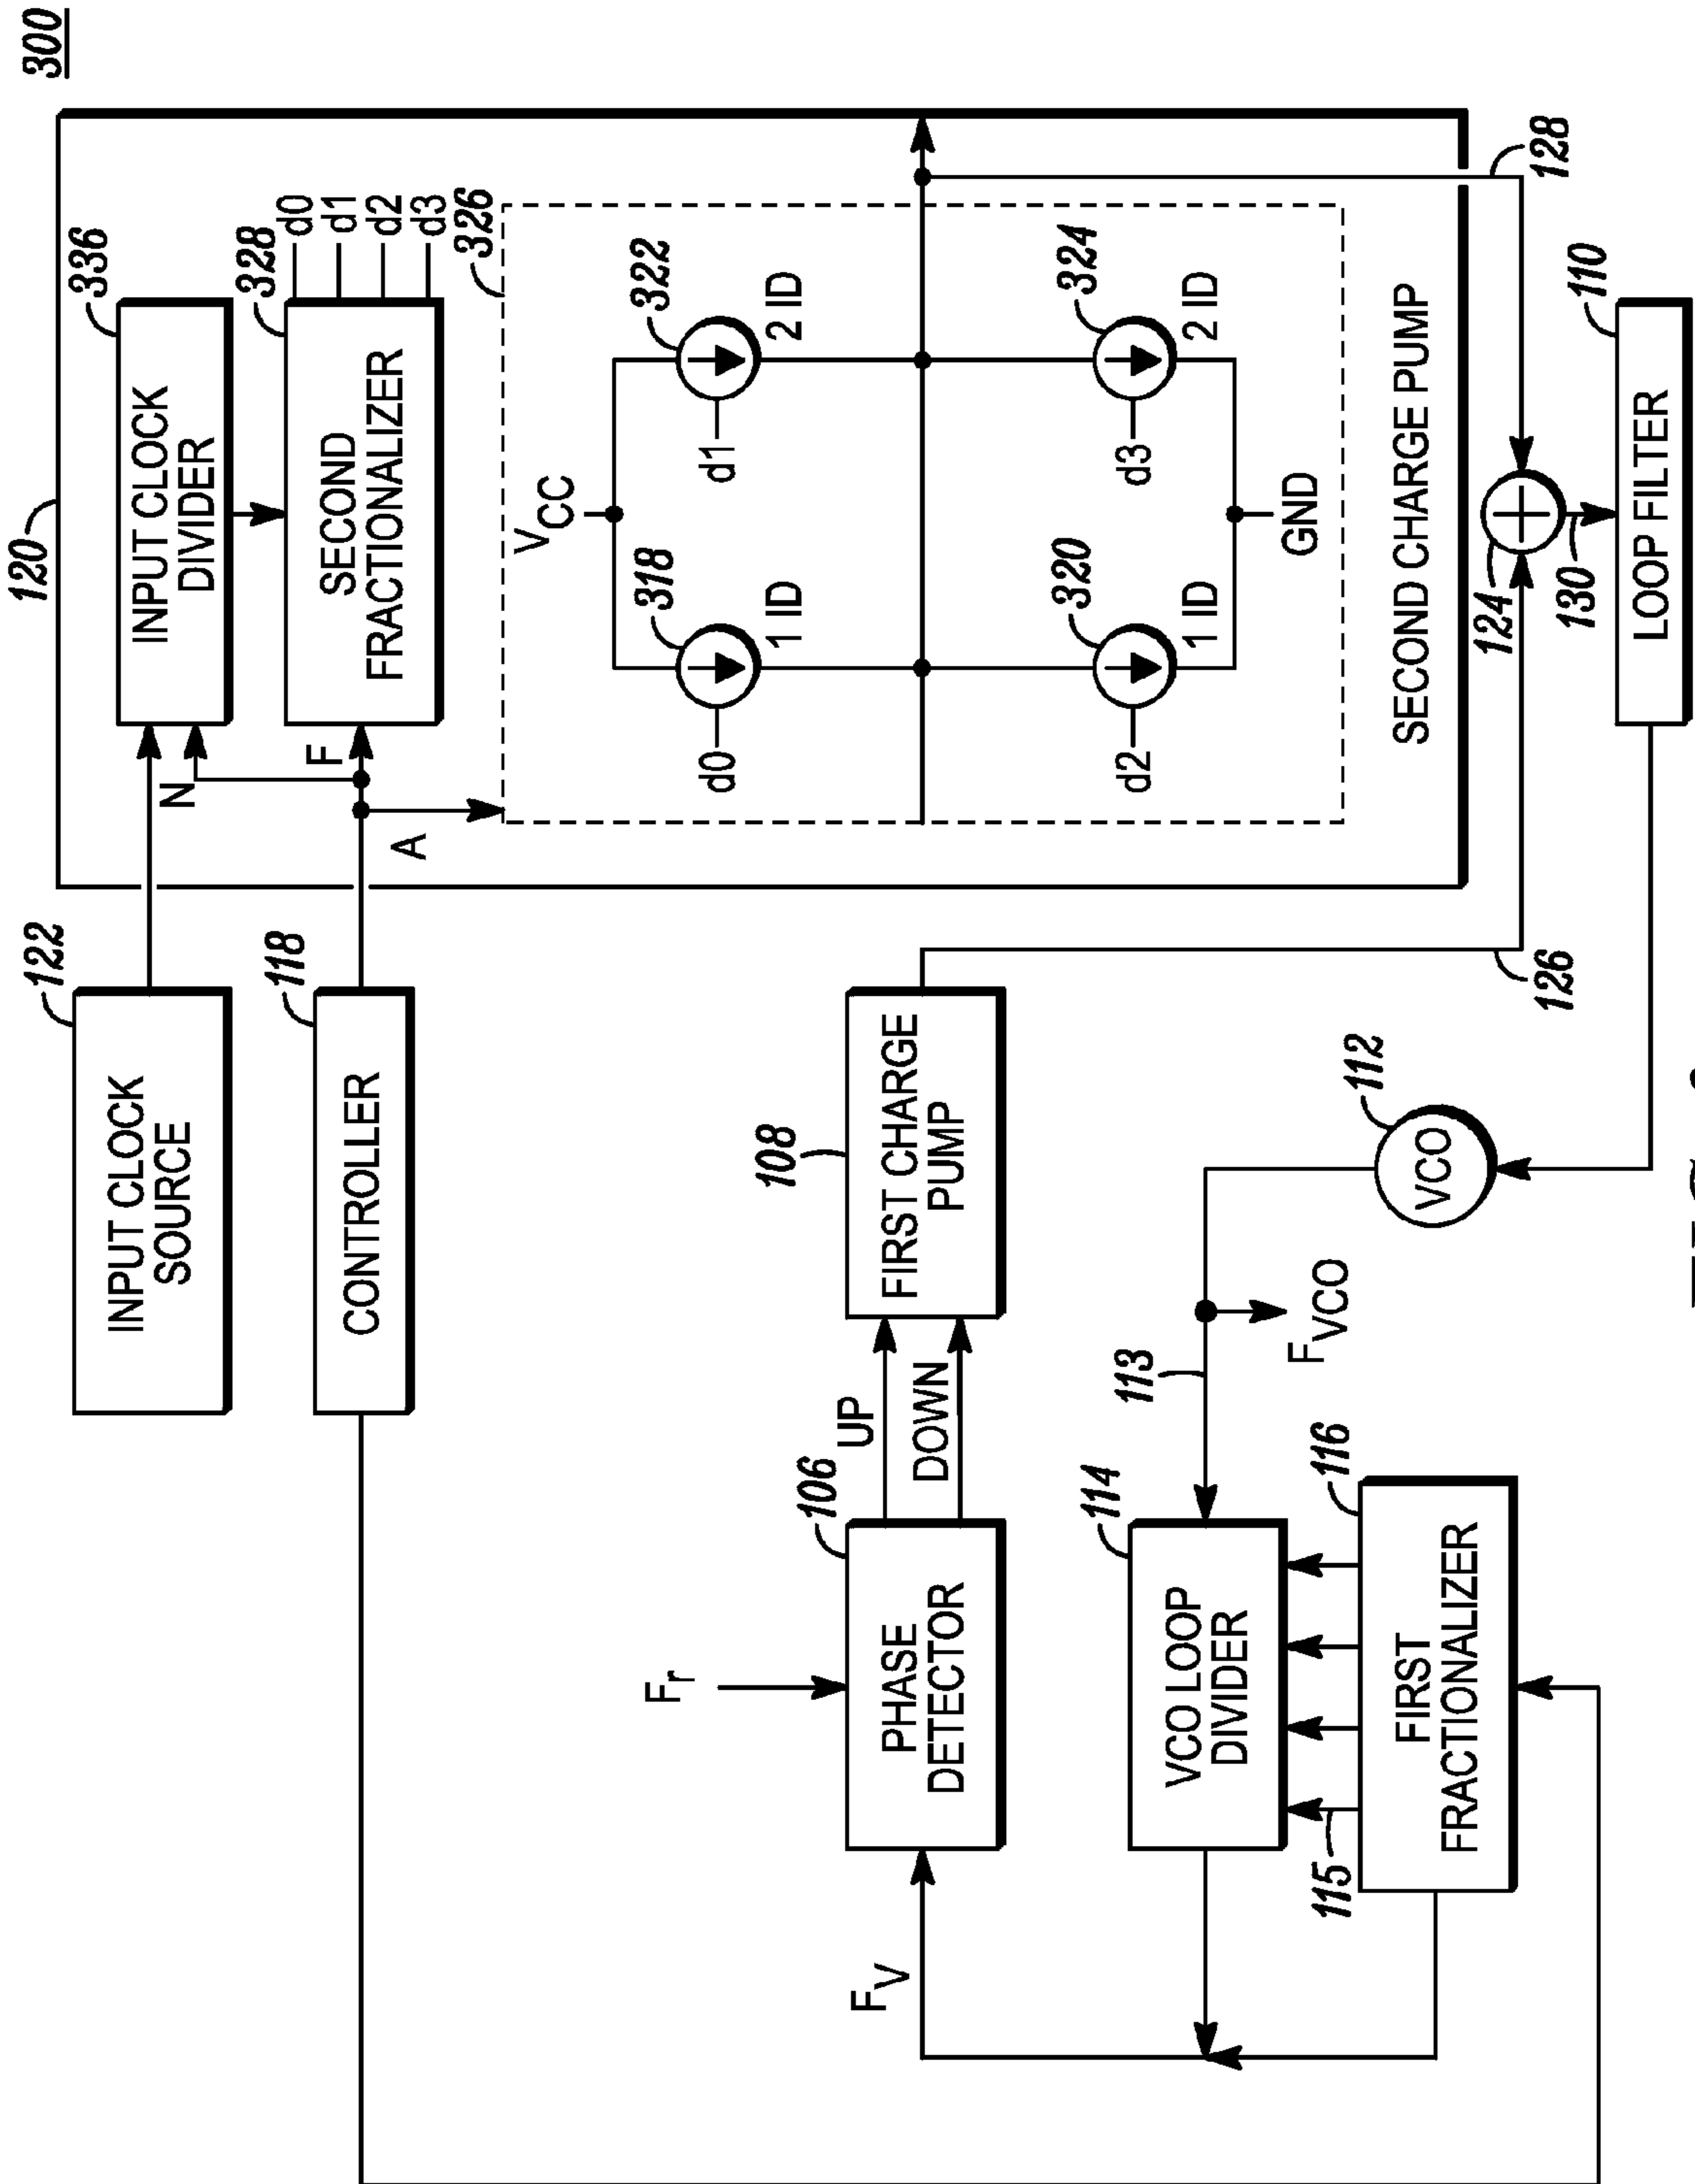 300
120
122
INPUT CLOCK
SOURCE
118
CONTROLLER
336
INPUT CLOCK
DIVIDER
N
F
A
328
SECOND
FRACTIONALIZER
d0
d1
d2
d3
326
VCC
318
d0
1 ID
322
d1
2 ID
320
d2
1 ID
324
d3
2 ID
GND
SECOND CHARGE PUMP
128
Fr
106
PHASE
DETECTOR
UP
DOWN
108
FIRST CHARGE
PUMP
FV
126
124
130
110
LOOP FILTER
112
VCO
113
FVCO
114
VCO LOOP
DIVIDER
115
116
FIRST
FRACTIONALIZER